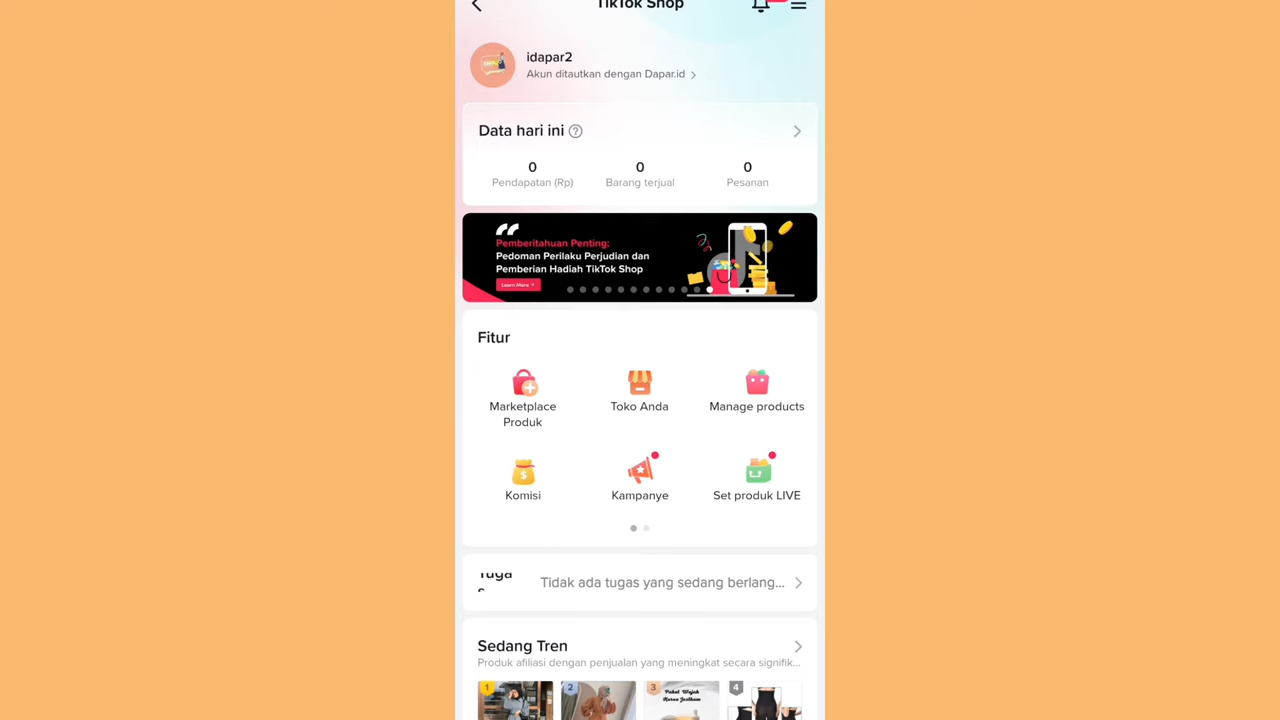 TikTok Shop
idapar2
Akun ditautkan dengan Dapar.id
Data hari ini ?
0 0 0
Pendapatan (Rp) Barang terjual Pesanan
Pemberitahuan Penting:
Pedoman Perilaku Perjudian dan
Pemberian Hadiah TikTok Shop
Learn More
Fitur
Marketplace Produk
Toko Anda
Manage products
Komisi
Kampanye
Set produk LIVE
Tugas
Tidak ada tugas yang sedang berlang...
Sedang Tren
Produk afiliasi dengan penjualan yang meningkat secara signifik...
1 2 3 4